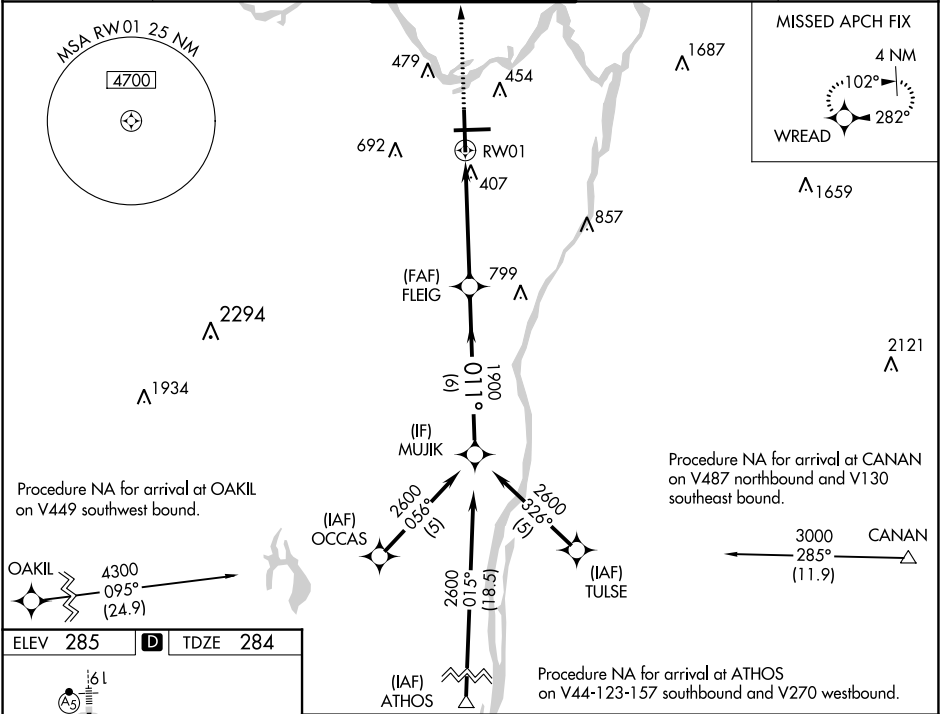 MSA RW01 25 NM
4700
479
454
1687
MISSED APCH FIX
4 NM
102°
282°
WREAD
692
RW01
407
1659
857
(FAF)
FLEIG
799
2294
2121
1934
1900
011°
(9)
(IF)
MUJIK
Procedure NA for arrival at OAKIL
on V449 southwest bound.
Procedure NA for arrival at CANAN
on V487 northbound and V130
southeast bound.
(IAF)
OCCAS
2600
056°
(5)
2600
326°
(5)
(IAF)
TULSE
3000
285°
(11.9)
CANAN
OAKIL
4300
095°
(24.9)
2600
015°
(18.5)
(IAF)
ATHOS
Procedure NA for arrival at ATHOS
on V44-123-157 southbound and V270 westbound.
ELEV 285 D TDZE 284
19
A5